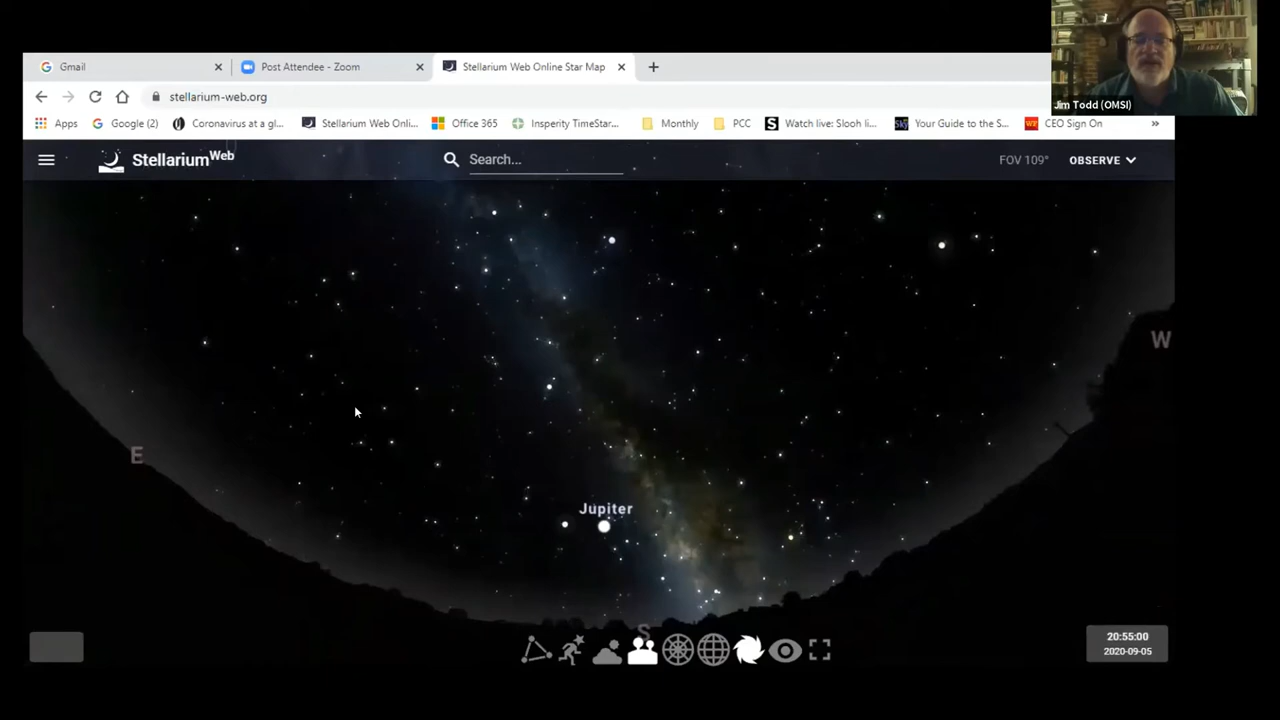 Gmail
Post Attendee - Zoom
Stellarium Web Online Star Map
Jim Todd (OMSI)
stellarium-web.org
Apps
Google (2)
Coronavirus at a gl...
Stellarium Web Onli...
Office 365
Insperity TimeStar...
Monthly
PCC
Watch live: Slooh li...
Your Guide to the S...
CEO Sign On
StellariumWeb
Search...
FOV 109°
OBSERVE
W
E
Jupiter
S
20:55:00
2020-09-05